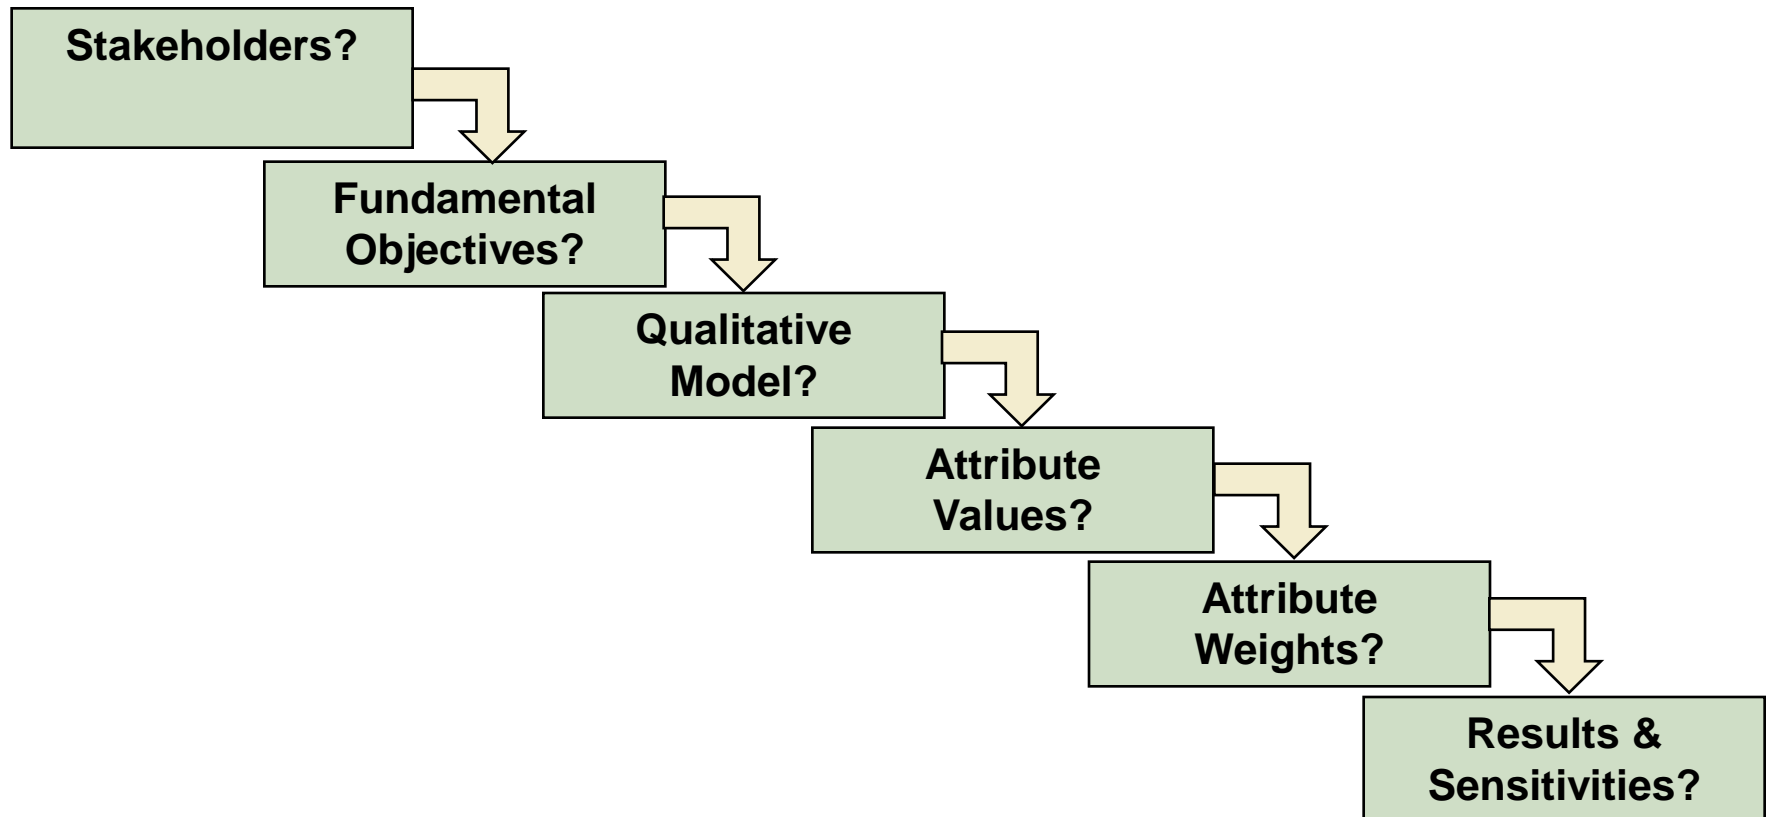 Stakeholders?
Fundamental
Objectives?
Qualitative
Model?
Attribute
Values?
Attribute
Weights?
Results &
Sensitivities?